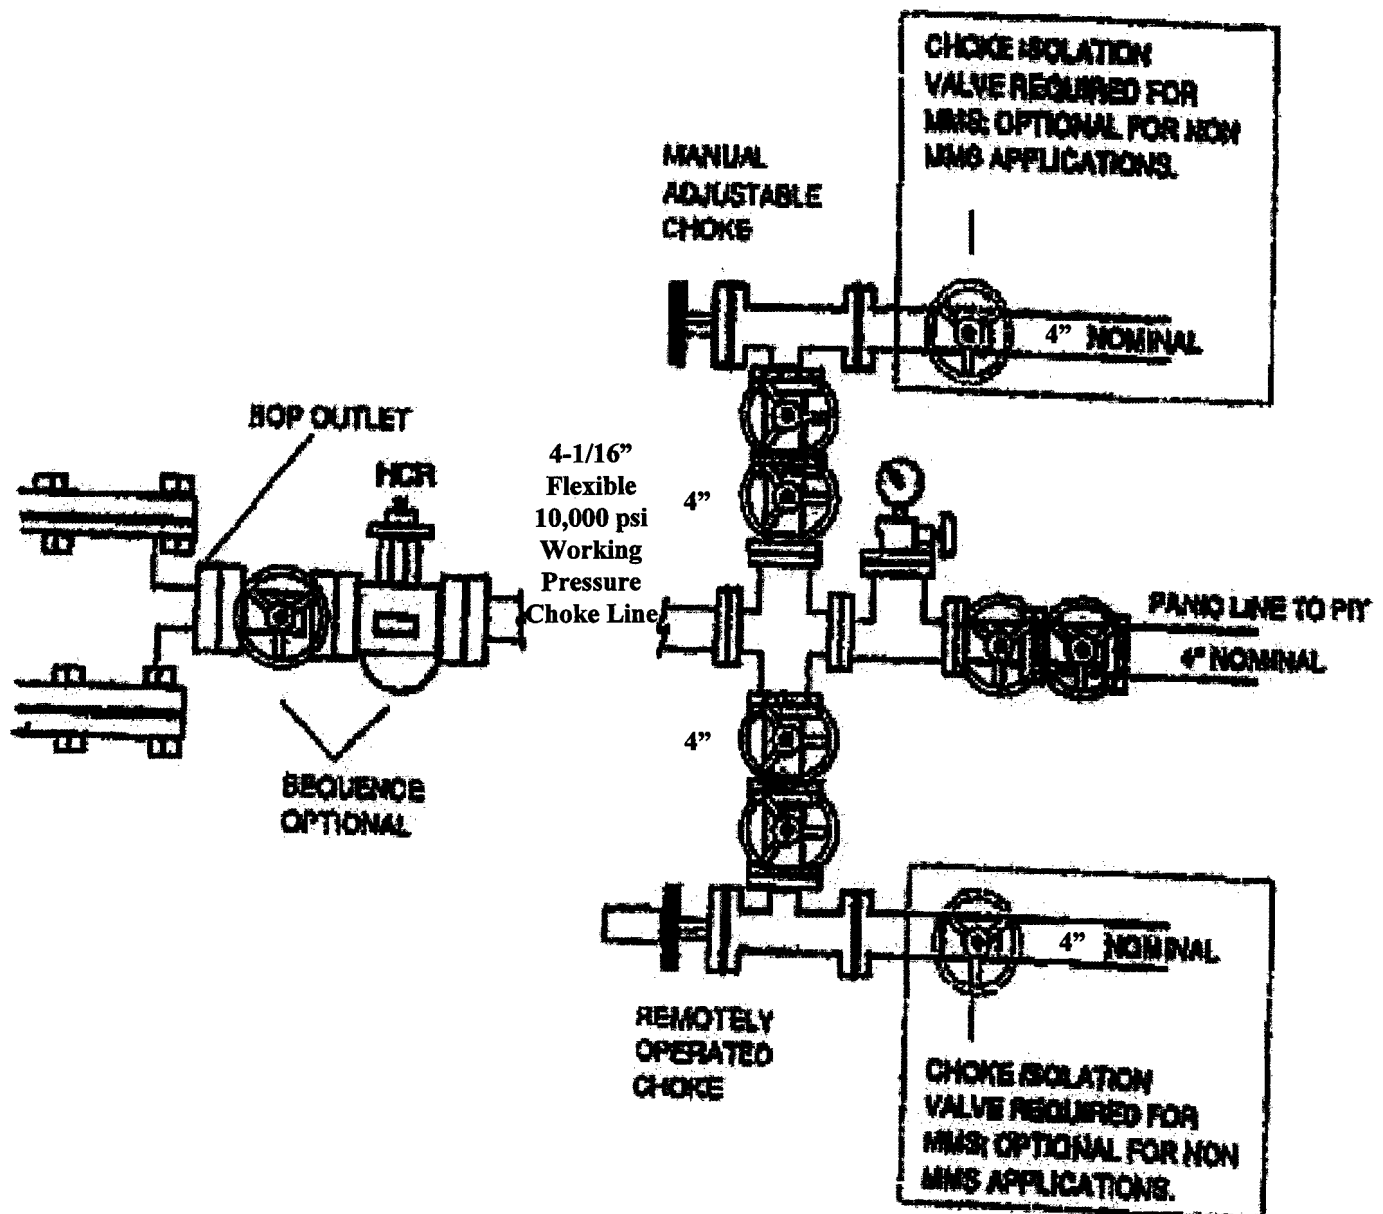 CHOKE ISOLATION
VALVE REQUIRED FOR
MMS; OPTIONAL FOR NON
MMS APPLICATIONS.
MANUAL
ADJUSTABLE
CHOKE
4” NOMINAL
BOP OUTLET
HCR
4-1/16”
Flexible
10,000 psi
Working
Pressure
Choke Line
4”
PANIC LINE TO PIT
4" NOMINAL
4”
SEQUENCE
OPTIONAL
4” NOMINAL
REMOTELY
OPERATED
CHOKE
CHOKE ISOLATION
VALVE REQUIRED FOR
MMS; OPTIONAL FOR NON
MMS APPLICATIONS.